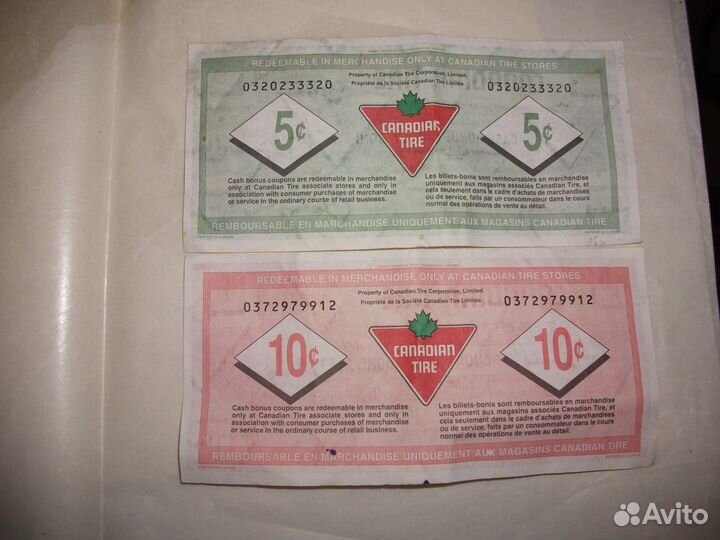 REDEEMABLE IN MERCHANDISE ONLY AT CANADIAN TIRE STORES
Property of Canadian Tire Corporation, Limited.
Propriété de la Société Canadian Tire Limitée
0320233320
0320233320
5¢
CANADIAN
TIRE
5¢
Cash bonus coupons are redeemable in merchandise
only at Canadian Tire associate stores and only in
association with consumer purchases of merchandise
or service in the ordinary course of retail business.
Les billets-bonis sont remboursables en marchandise
uniquement aux magasins associés Canadian Tire, et
cela seulement dans le cadre d'achats de marchandises
ou de service, faits par un consommateur dans le cours
normal des opérations de vente au détail.
REMBOURSABLE EN MARCHANDISE UNIQUEMENT AUX MAGASINS CANADIAN TIRE
REDEEMABLE IN MERCHANDISE ONLY AT CANADIAN TIRE STORES
Property of Canadian Tire Corporation, Limited.
Propriété de la Société Canadian Tire Limitée
0372979912
0372979912
10¢
CANADIAN
TIRE
10¢
Cash bonus coupons are redeemable in merchandise
only at Canadian Tire associate stores and only in
association with consumer purchases of merchandise
or service in the ordinary course of retail business.
Les billets-bonis sont remboursables en marchandise
uniquement aux magasins associés Canadian Tire, et
cela seulement dans le cadre d'achats de marchandises
ou de service, faits par un consommateur dans le cours
normal des opérations de vente au détail.
REMBOURSABLE EN MARCHANDISE UNIQUEMENT AUX MAGASINS CANADIAN TIRE
Avito